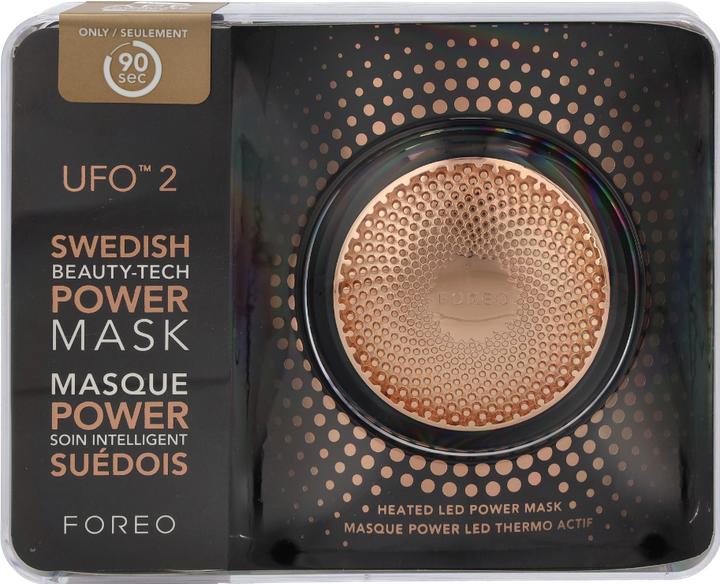 ONLY / SEULEMENT
90
sec
UFO™ 2
SWEDISH
BEAUTY-TECH
POWER
MASK
MASQUE
POWER
SOIN INTELLIGENT
SUÉDOIS
FOREO
FOREO
HEATED LED POWER MASK
MASQUE POWER LED THERMO ACTIF